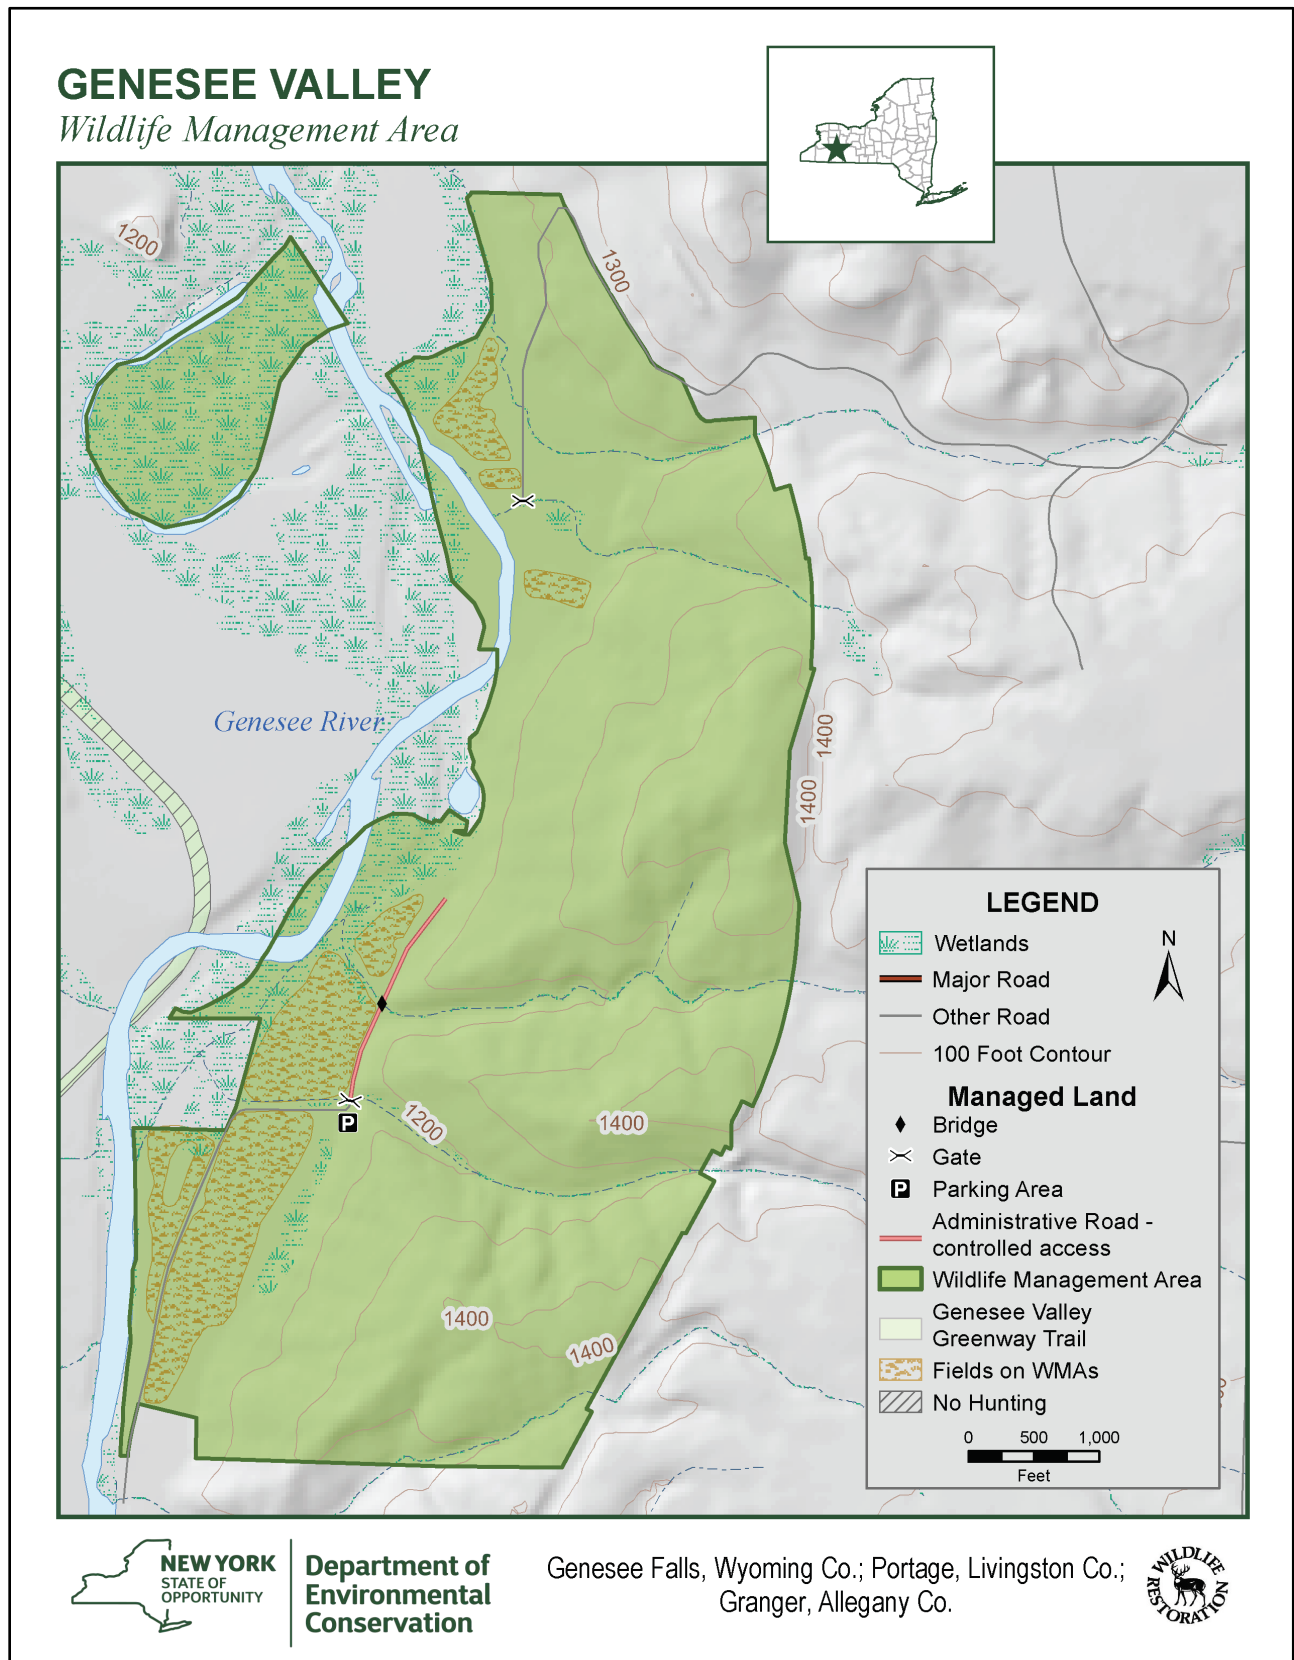 GENESEE VALLEY
Wildlife Management Area
1200
1300
Genesee River
1400
1400
1200
1400
1400
1400
LEGEND
Wetlands
Major Road
Other Road
100 Foot Contour
N
Managed Land
Bridge
Gate
P
P
Parking Area
Administrative Road -
controlled access
Wildlife Management Area
Genesee Valley
Greenway Trail
Fields on WMAs
No Hunting
0 500 1,000
Feet
NEW YORK
STATE OF
OPPORTUNITY
Department of
Environmental
Conservation
Genesee Falls, Wyoming Co.; Portage, Livingston Co.;
Granger, Allegany Co.
WILDLIFE
RESTORATION